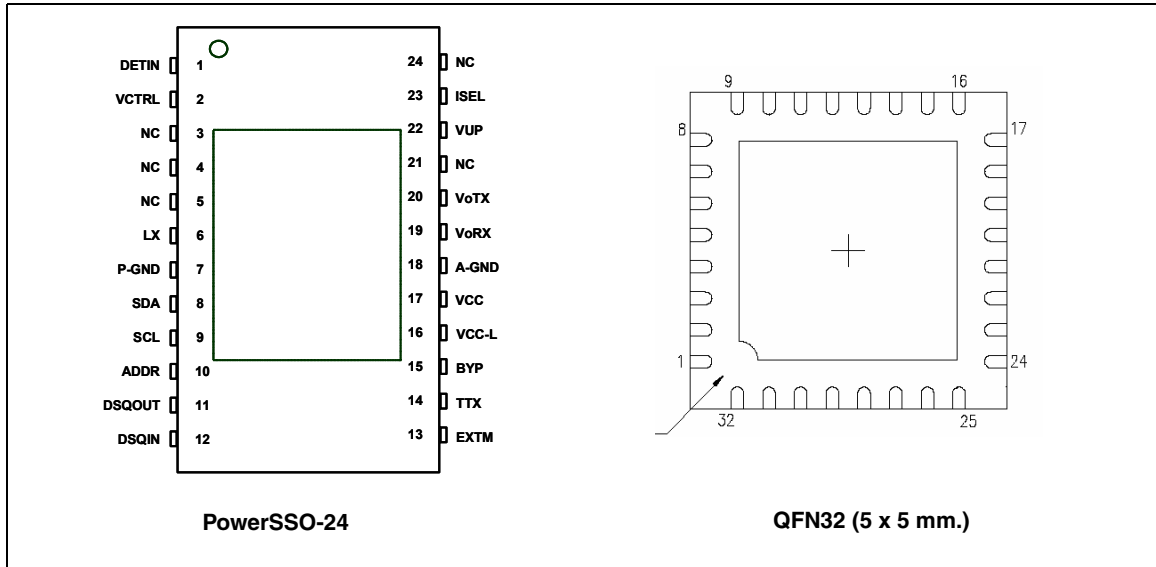 DETIN 1 24 NC
VCTRL 2 23 ISEL
NC 3 22 VUP
NC 4 21 NC
NC 5 20 VoTX
LX 6 19 VoRX
P-GND 7 18 A-GND
SDA 8 17 VCC
SCL 9 16 VCC-L
ADDR 10 15 BYP
DSQOUT 11 14 TTX
DSQIN 12 13 EXTM
PowerSSO-24
9 16
8 17
1 24
32 25
QFN32 (5 x 5 mm.)